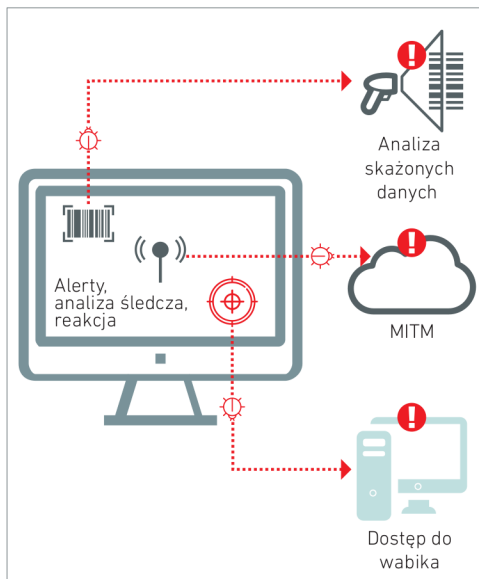 Analiza
skażonych
danych
Alerty,
analiza śledcza,
reakcja
MITM
Dostęp do
wabika